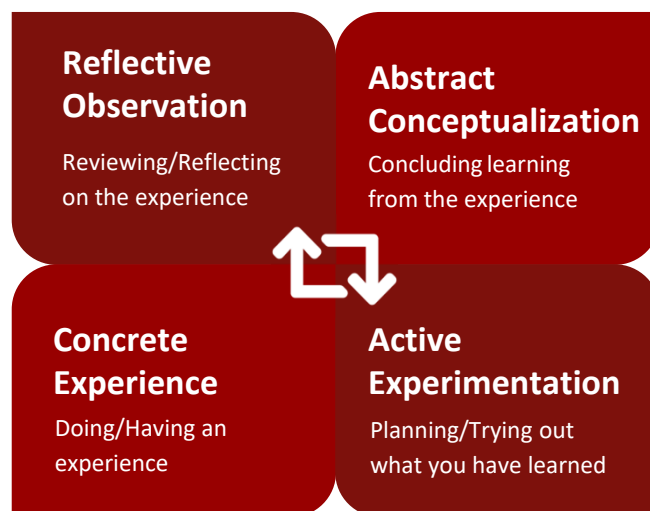 Reflective
Observation
Reviewing/Reflecting
on the experience
Abstract
Conceptualization
Concluding learning
from the experience
Concrete
Experience
Doing/Having an
experience
Active
Experimentation
Planning/Trying out
what you have learned